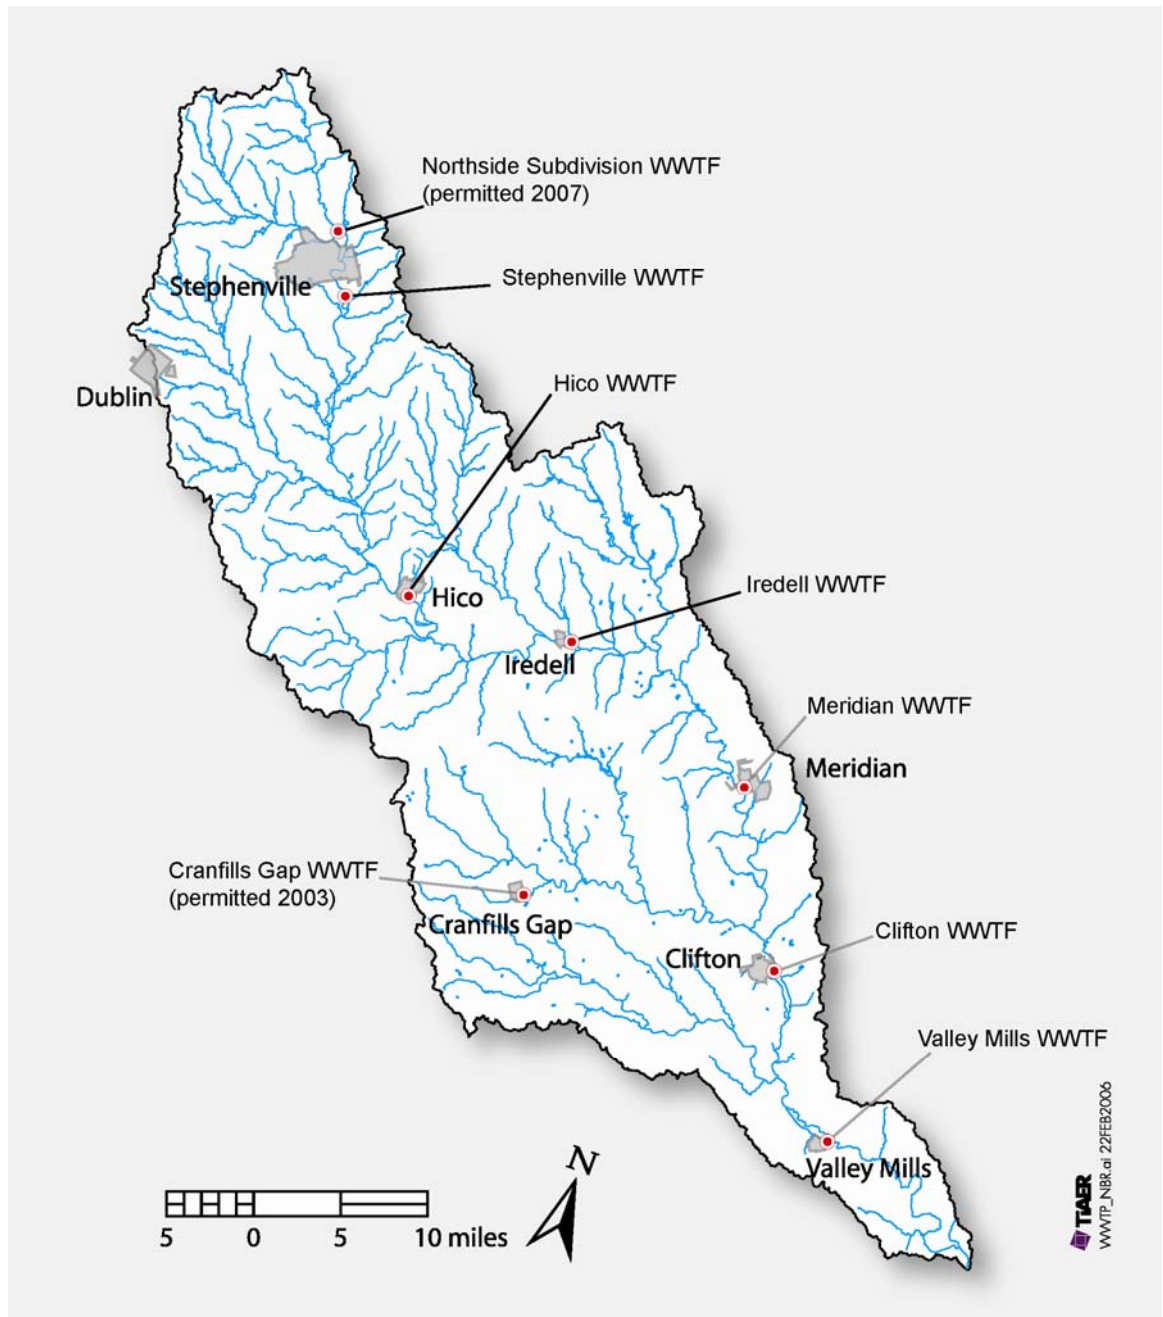 Northside Subdivision WWTF
(permitted 2007)
Stephenville WWTF
Stephenville
Hico WWTF
Dublin
Iredell WWTF
Hico
Iredell
Meridian WWTF
Meridian
Cranfills Gap WWTF
(permitted 2003)
Cranfills Gap
Clifton WWTF
Clifton
Valley Mills WWTF
Valley Mills
N
5 0 5 10 miles
TIAER
WWTP_NBR.ai 22FEB2006